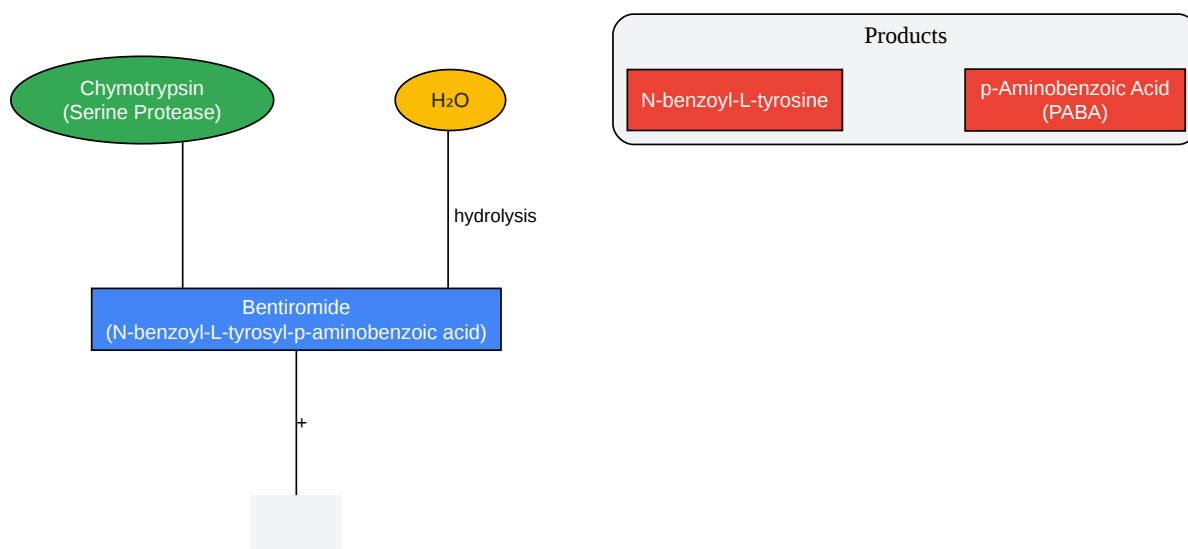 Products
Chymotrypsin
(Serine Protease)
H₂O
N-benzoyl-L-tyrosine
p-Aminobenzoic Acid
(PABA)
hydrolysis
Bentiromide
(N-benzoyl-L-tyrosyl-p-aminobenzoic acid)
+